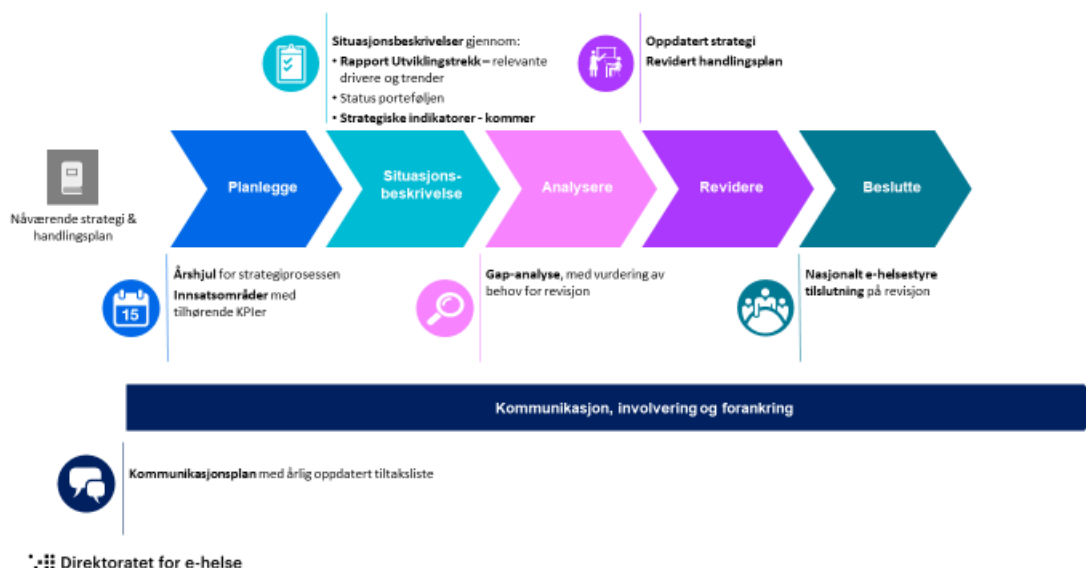 Situasjonsbeskrivelser gjennom:
• Rapport Utviklingstrekk – relevante
drivere og trender
• Status porteføljen
• Strategiske indikatorer - kommer
Oppdatert strategi
Revidert handlingsplan
Nåværende strategi &
handlingsplan
Planlegge
Situasjons-
beskrivelse
Analysere
Revidere
Beslutte
15
Årshjul for strategiprosessen
Innsatsområder med
tilhørende KPIer
Gap-analyse, med vurdering av
behov for revisjon
Nasjonalt e-helsestyre
tilslutning på revisjon
Kommunikasjon, involvering og forankring
Kommunikasjonsplan med årlig oppdatert tiltaksliste
Direktoratet for e-helse